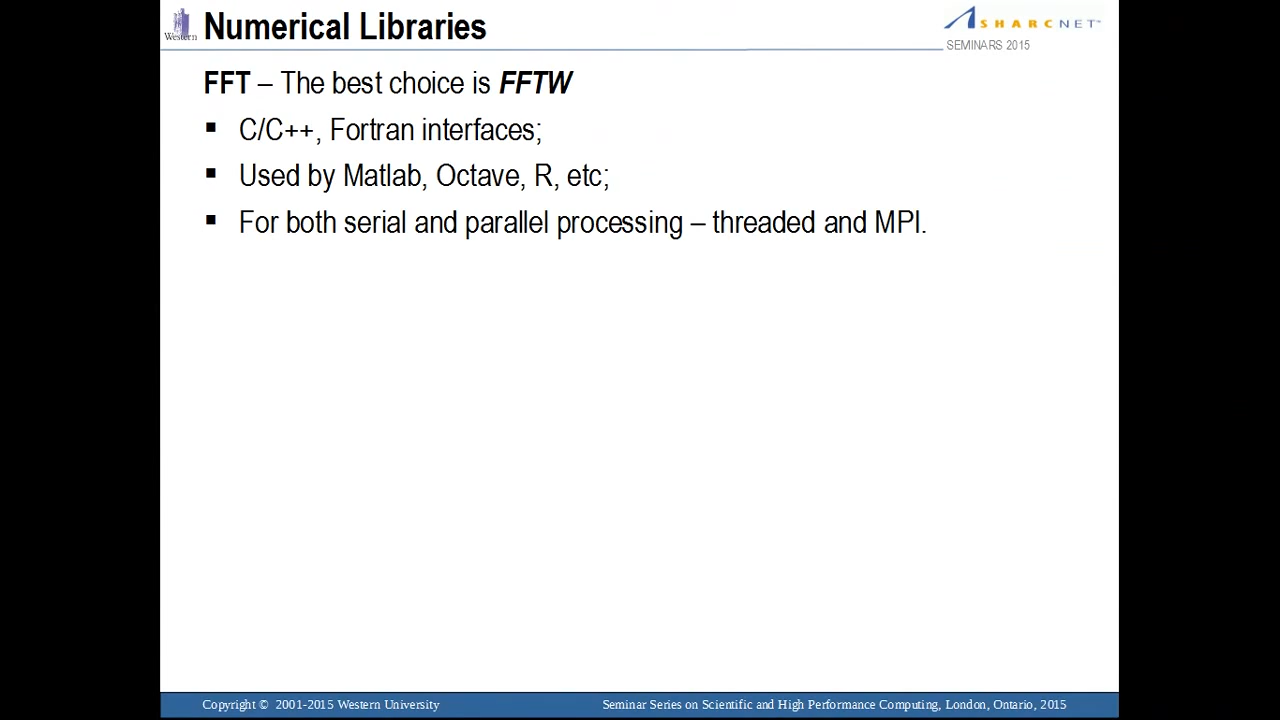 Western
Numerical Libraries
SHARCNET™
SEMINARS 2015
FFT – The best choice is FFTW
▪ C/C++, Fortran interfaces;
▪ Used by Matlab, Octave, R, etc;
▪ For both serial and parallel processing – threaded and MPI.
Copyright © 2001-2015 Western University
Seminar Series on Scientific and High Performance Computing, London, Ontario, 2015